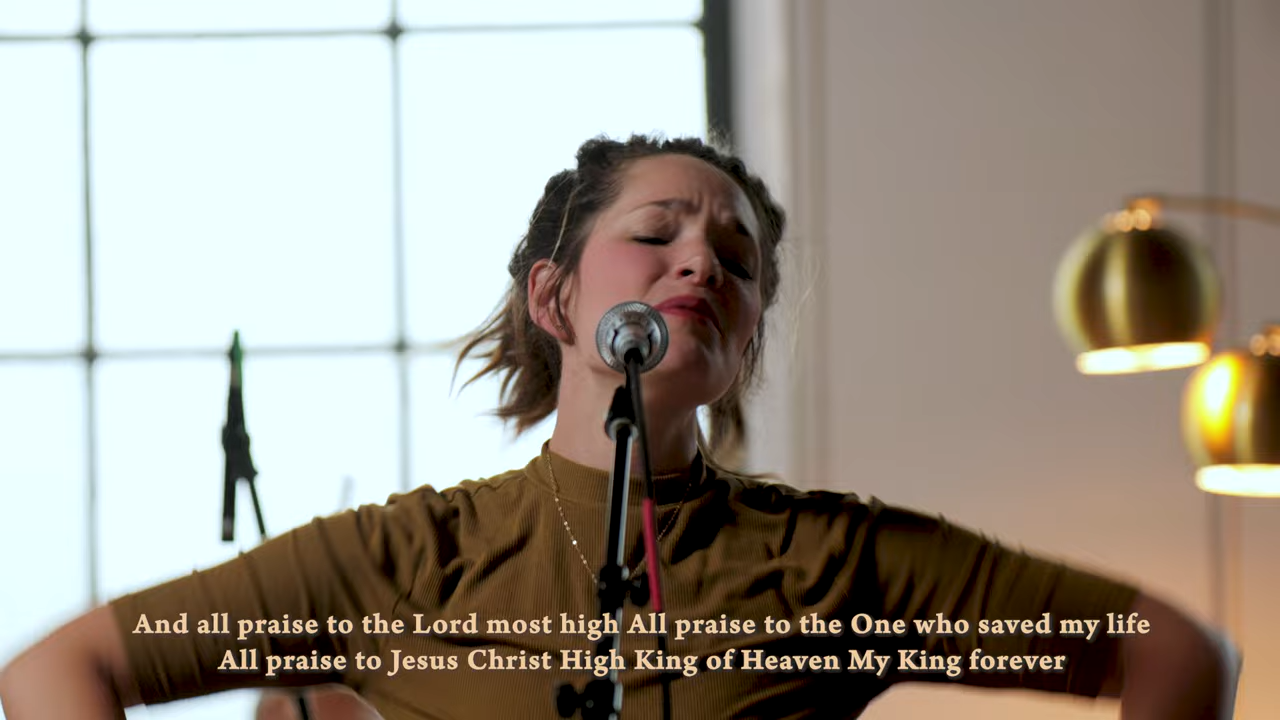 And all praise to the Lord most high All praise to the One who saved my life
All praise to Jesus Christ High King of Heaven My King forever